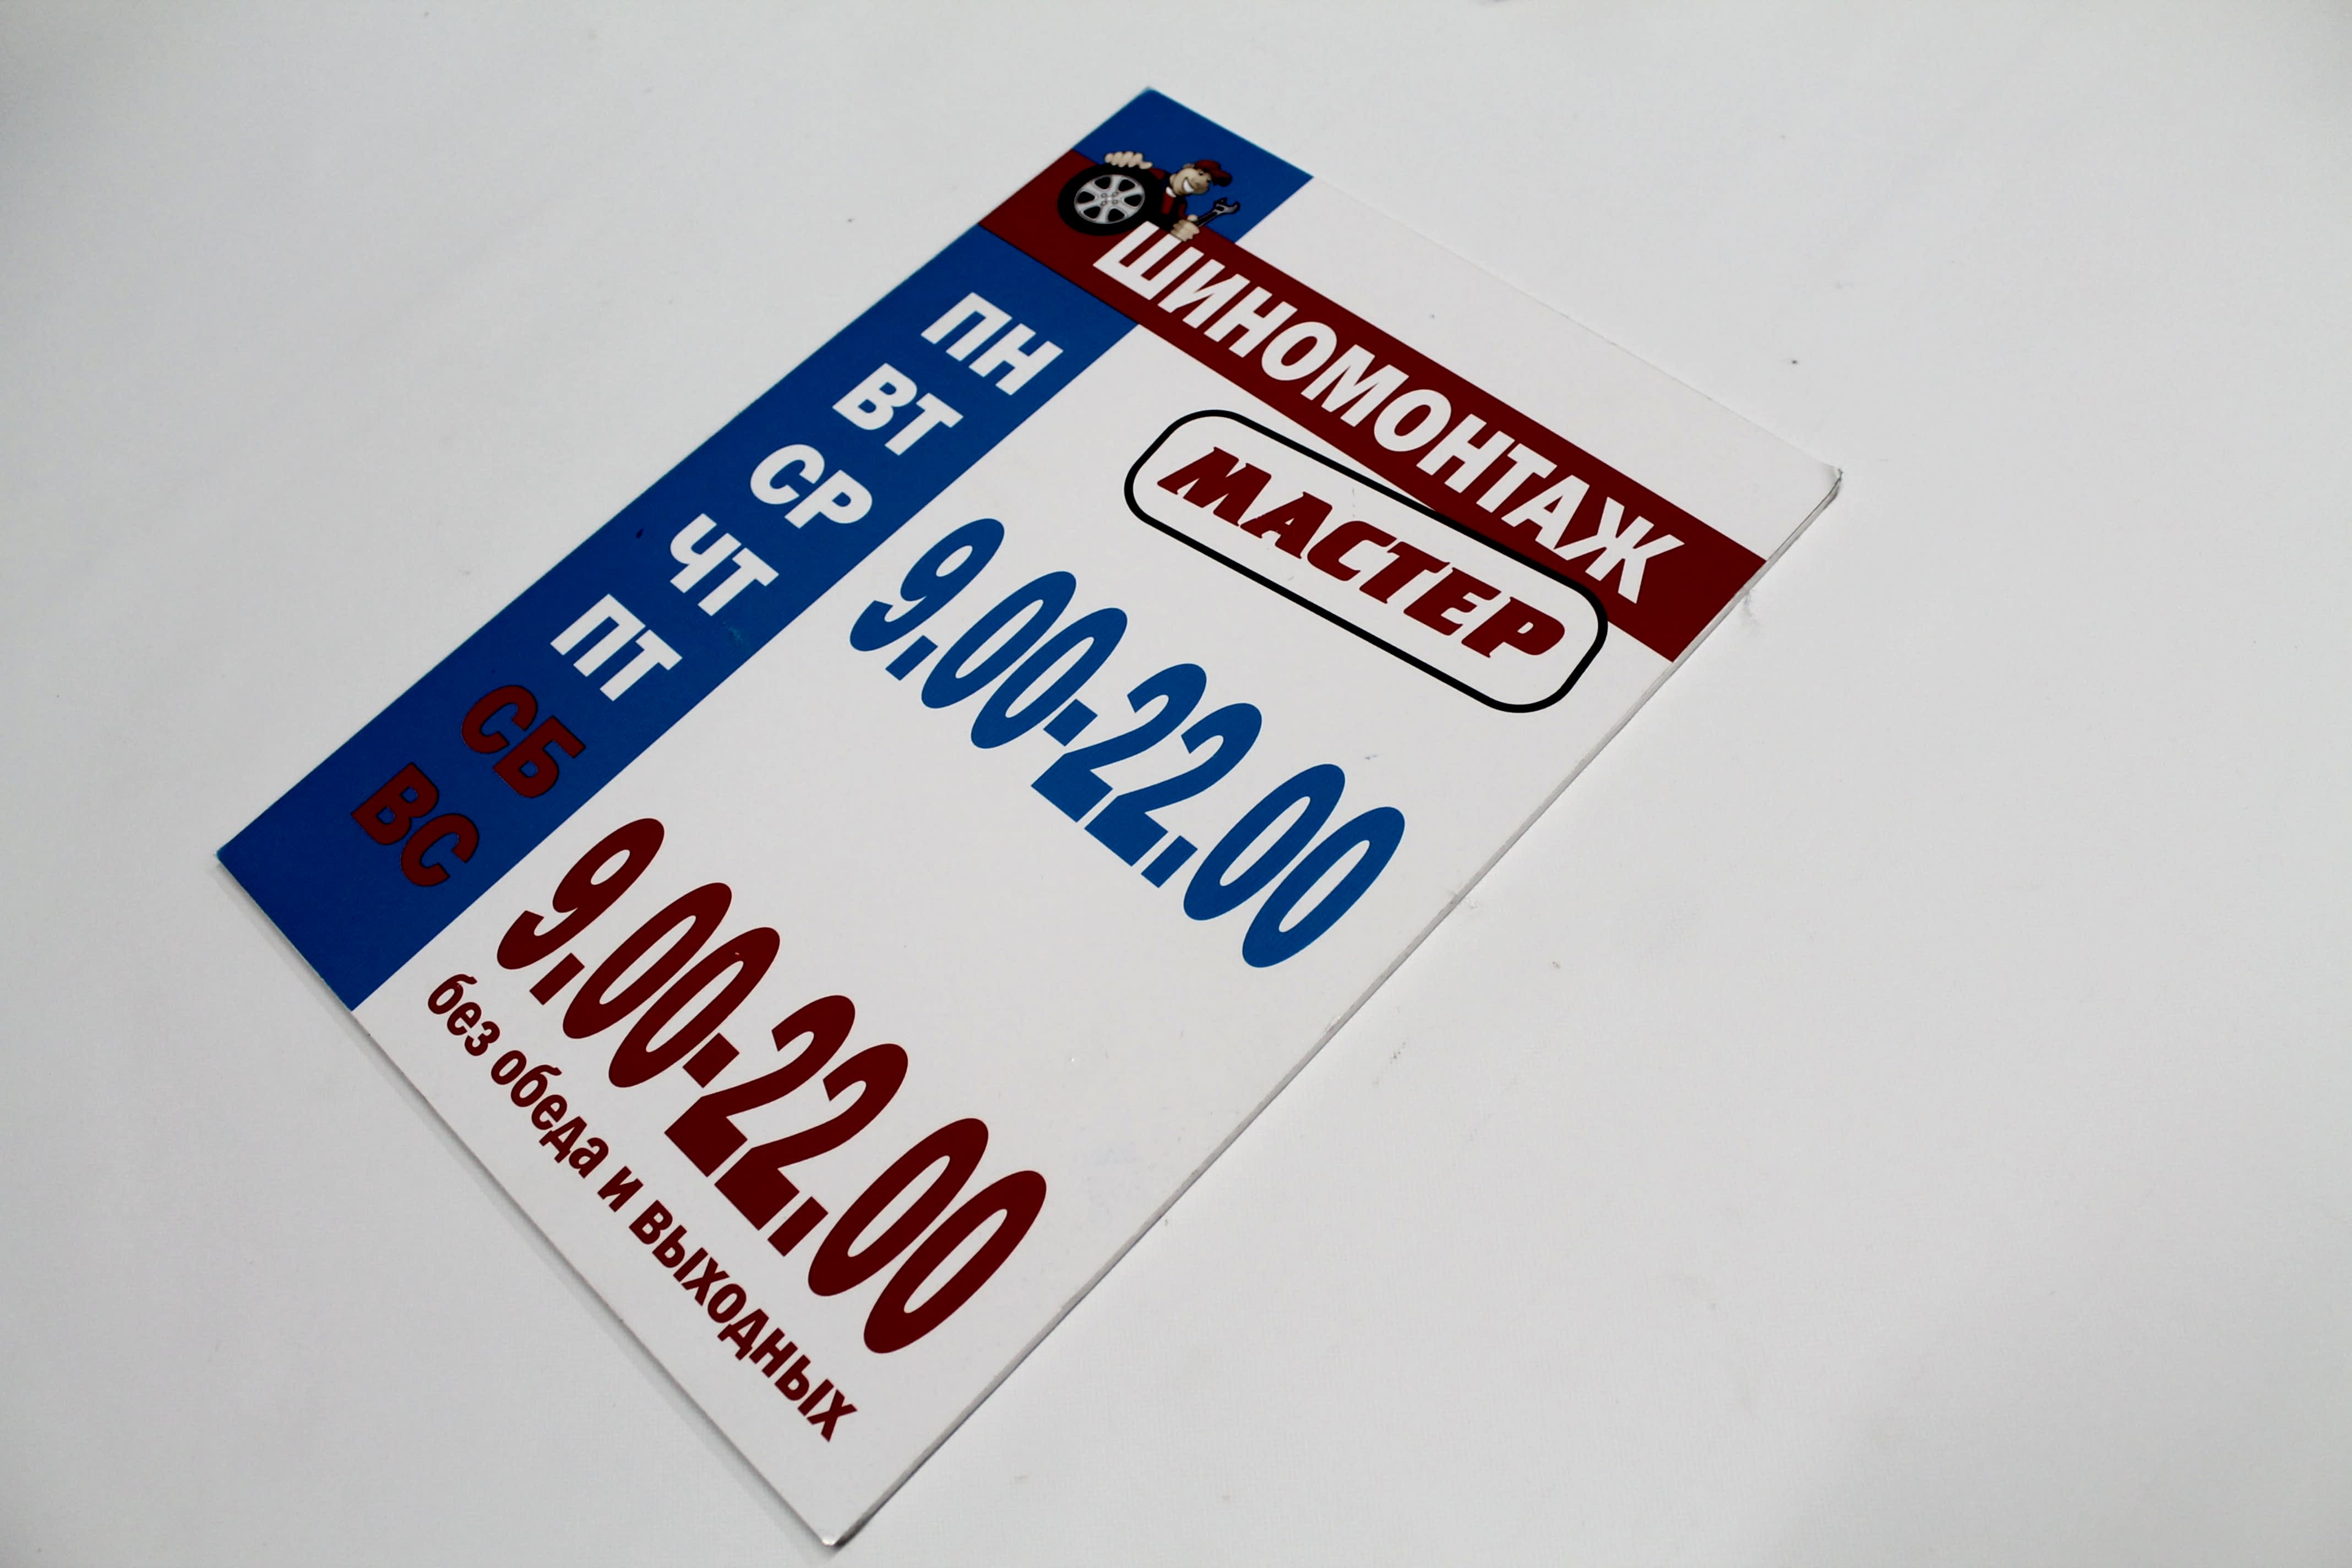 ШИНОМОНТАЖ
МАСТЕР
ПН
ВТ
СР
ЧТ
ПТ
9.00-22.00
СБ
ВС
9.00-22.00
без обеда и выходных